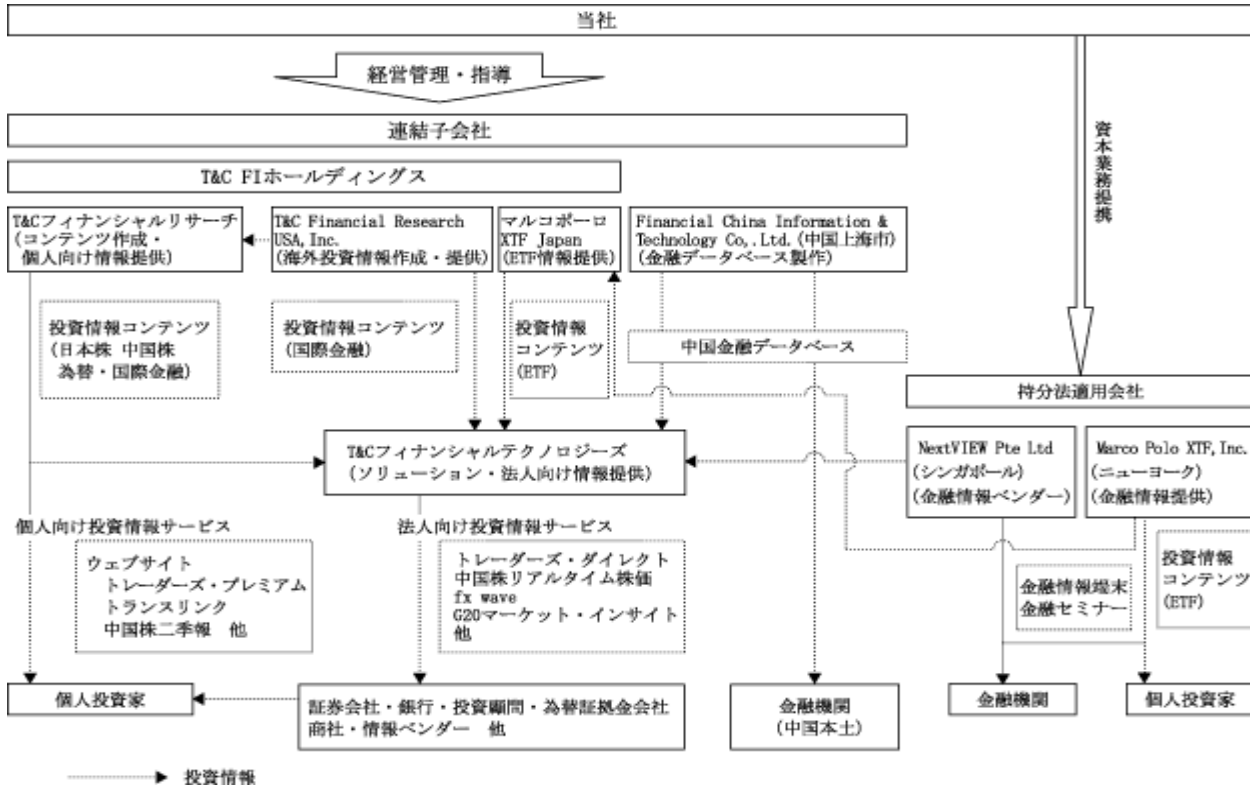 当社
経営管理・指導
資本業務提携
連結子会社
T&C FIホールディングス
T&Cフィナンシャルリサーチ
(コンテンツ作成・
個人向け情報提供)
T&C Financial Research
USA, Inc.
(海外投資情報作成・提供)
マルコポーロ
XTF Japan
(ETF情報提供)
Financial China Information &
Technology Co,.Ltd.(中国上海市)
(金融データベース製作)
投資情報コンテンツ
(日本株 中国株
為替・国際金融)
投資情報コンテンツ
(国際金融)
投資情報
コンテンツ
(ETF)
中国金融データベース
持分法適用会社
T&Cフィナンシャルテクノロジーズ
(ソリューション・法人向け情報提供)
NextVIEW Pte Ltd
(シンガポール)
(金融情報ベンダー)
Marco Polo XTF, Inc.
(ニューヨーク)
(金融情報提供)
個人向け投資情報サービス
ウェブサイト
トレーダーズ・プレミアム
トランスリンク
中国株二季報 他
法人向け投資情報サービス
トレーダーズ・ダイレクト
中国株リアルタイム株価
fx wave
G20マーケット・インサイト
他
金融情報端末
金融セミナー
投資情報
コンテンツ
(ETF)
個人投資家
証券会社・銀行・投資顧問・為替証拠金会社
商社・情報ベンダー 他
金融機関
(中国本土)
金融機関
個人投資家
投資情報